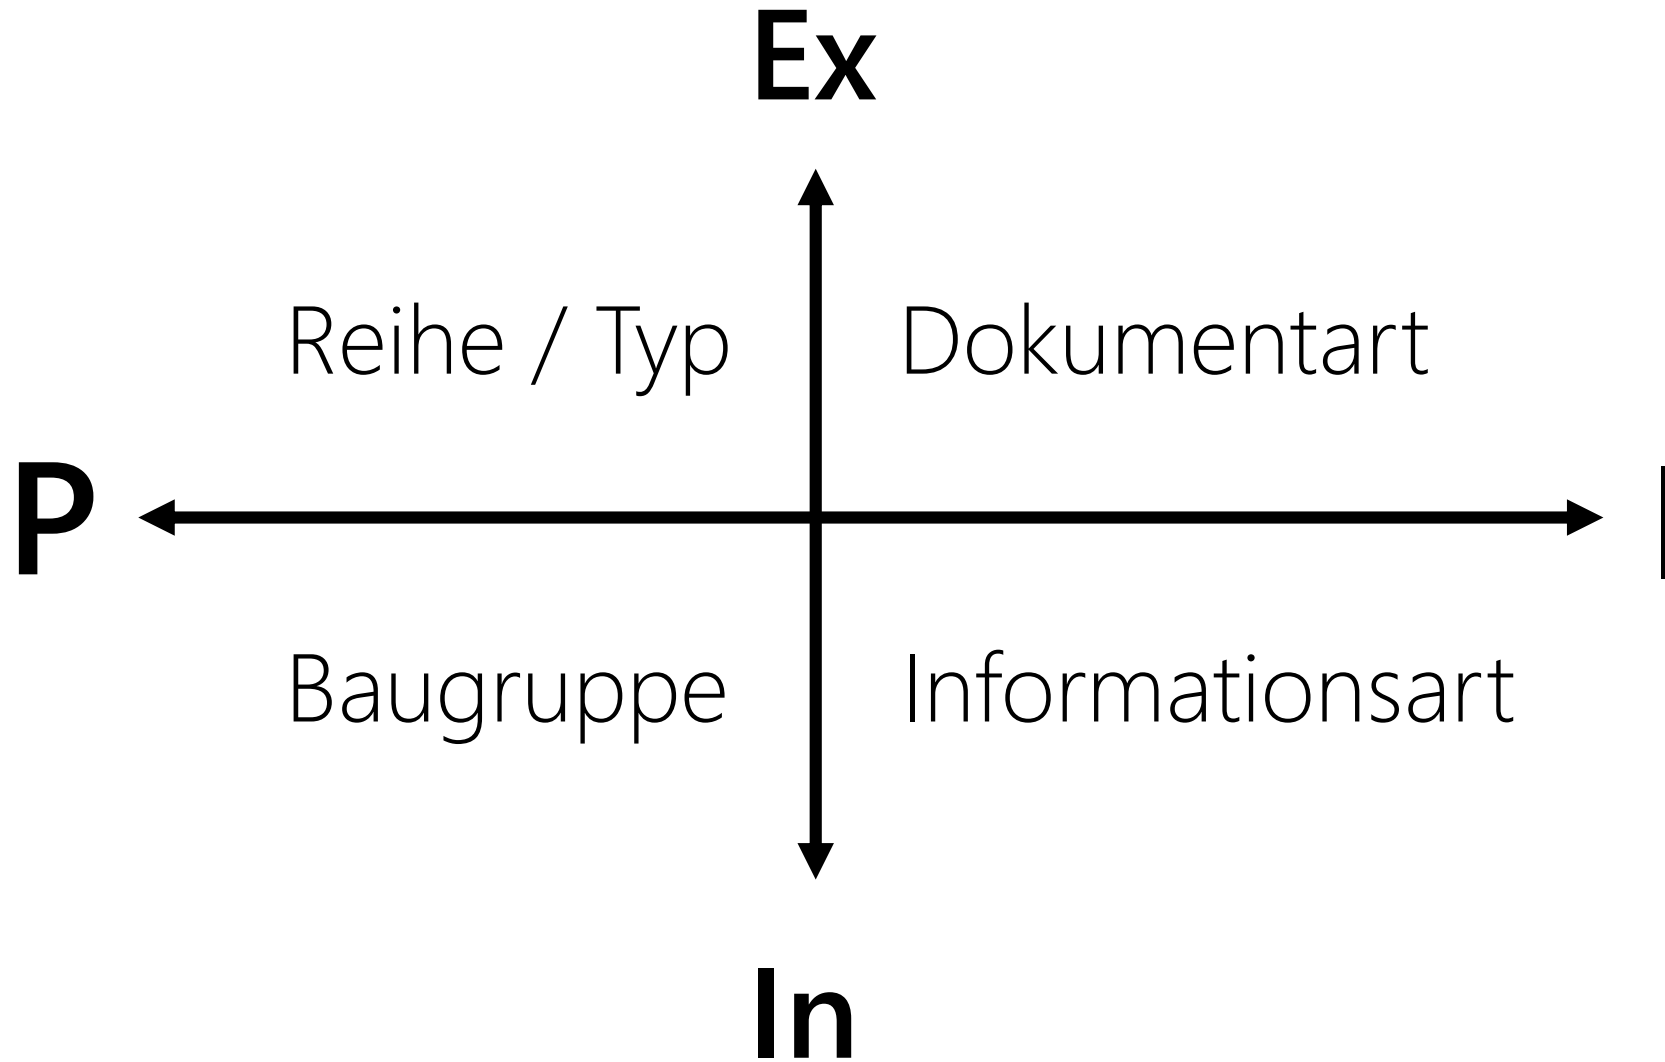 Ex
Reihe / Typ Dokumentart
P
Baugruppe Informationsart
In